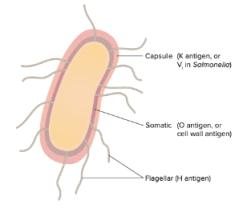 Capsule (K antigen, or
Vi in Salmonella)
Somatic (O antigen, or
cell wall antigen)
Flagellar (H antigen)